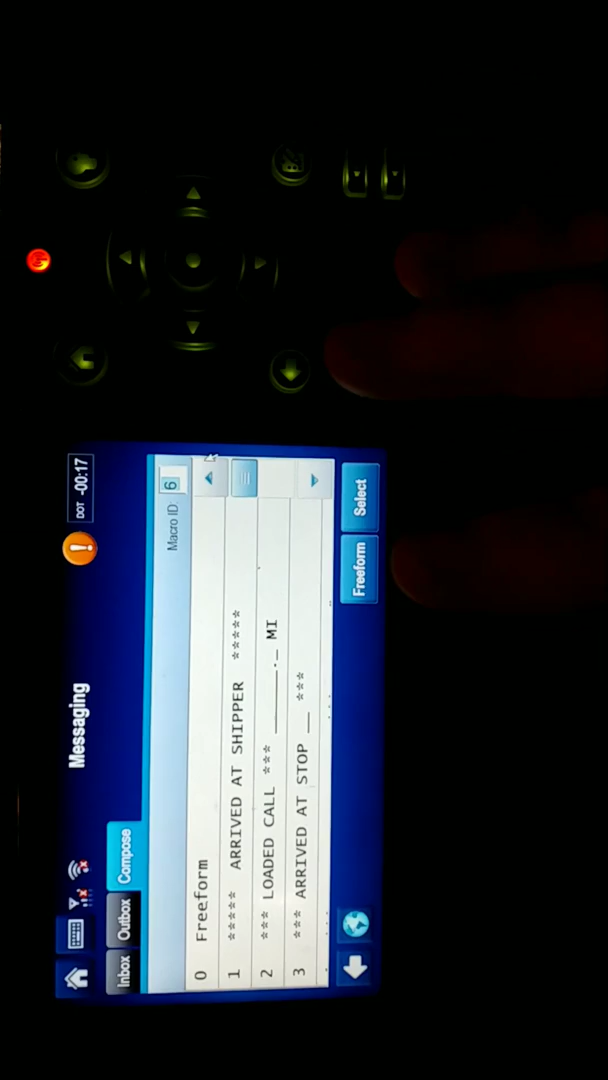 Messaging
DOT -00:17
Inbox Outbox Compose
Macro ID: 6
0 Freeform
1 ***** ARRIVED AT SHIPPER *****
2 *** LOADED CALL *** ______._ MI
3 *** ARRIVED AT STOP __ ***
Freeform Select